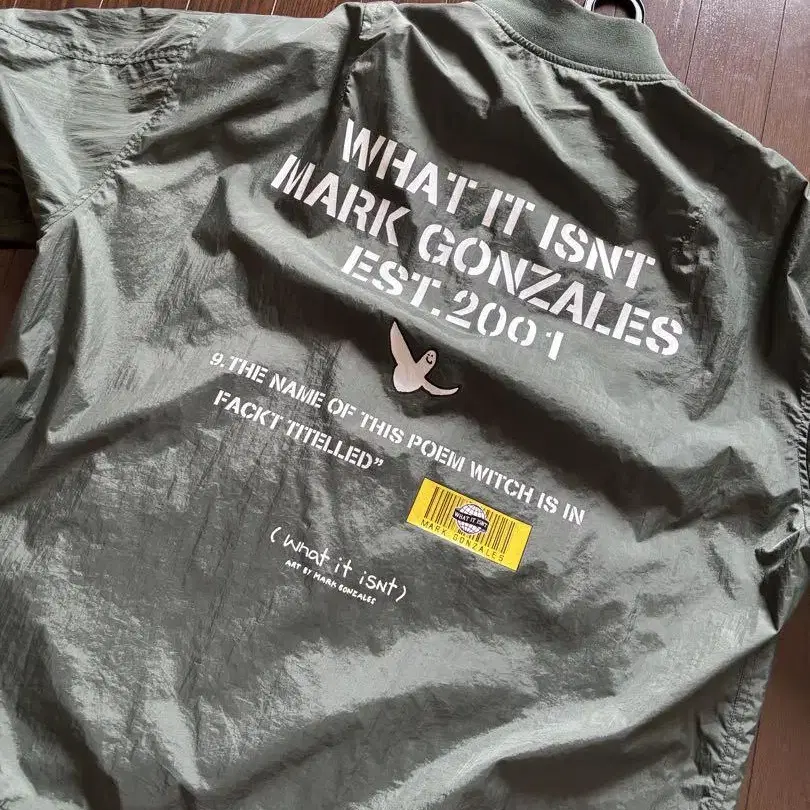 WHAT IT ISNT
MARK GONZALES
EST.2001
9.THE NAME OF THIS POEM WITCH IS IN
FACKT TITELLED”
WHAT IT ISNT
MARK GONZALES
(what it isnt)
ART BY MARK GONZALES